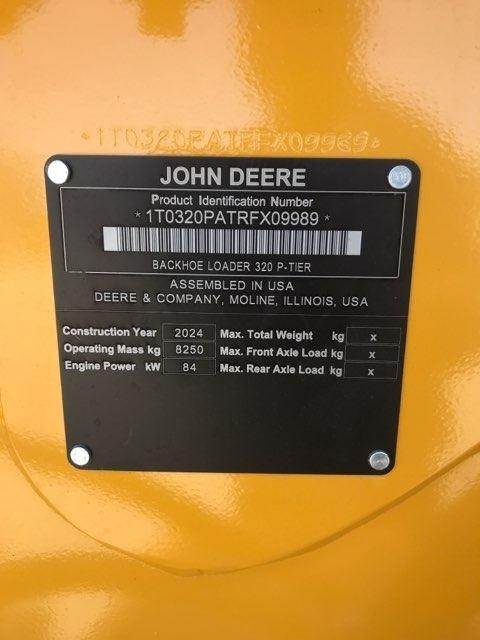 *1T0320PATRFX09989*
JOHN DEERE
Product Identification Number
*1T0320PATRFX09989*
BACKHOE LOADER 320 P-TIER
ASSEMBLED IN USA
DEERE & COMPANY, MOLINE, ILLINOIS, USA
Construction Year 2024 Max. Total Weight kg x
Operating Mass kg 8250 Max. Front Axle Load kg x
Engine Power kW 84 Max. Rear Axle Load kg x